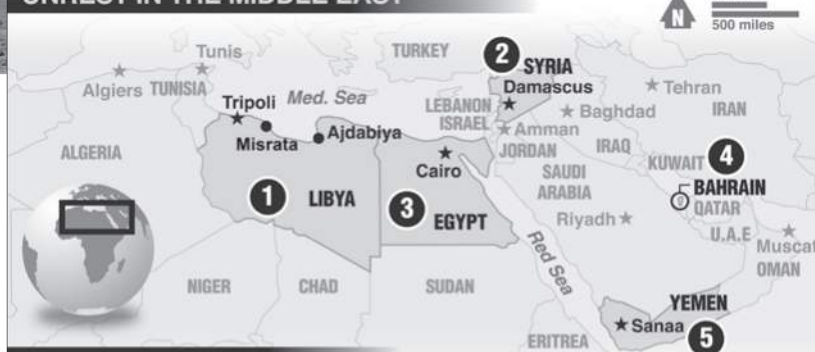 UNREST IN THE MIDDLE EAST
N
500 miles
Tunis
TURKEY
2
SYRIA
Damascus
Algiers
TUNISIA
Tripoli
Med. Sea
LEBANON
ISRAEL
Tehran
IRAN
Baghdad
Misrata
Ajdabiya
Amman
JORDAN
IRAQ
KUWAIT
4
ALGERIA
Cairo
SAUDI
ARABIA
BAHRAIN
QATAR
1
LIBYA
3
EGYPT
Riyadh
U.A.E
Muscat
OMAN
Red Sea
NIGER
CHAD
SUDAN
YEMEN
Sanaa
5
ERITREA